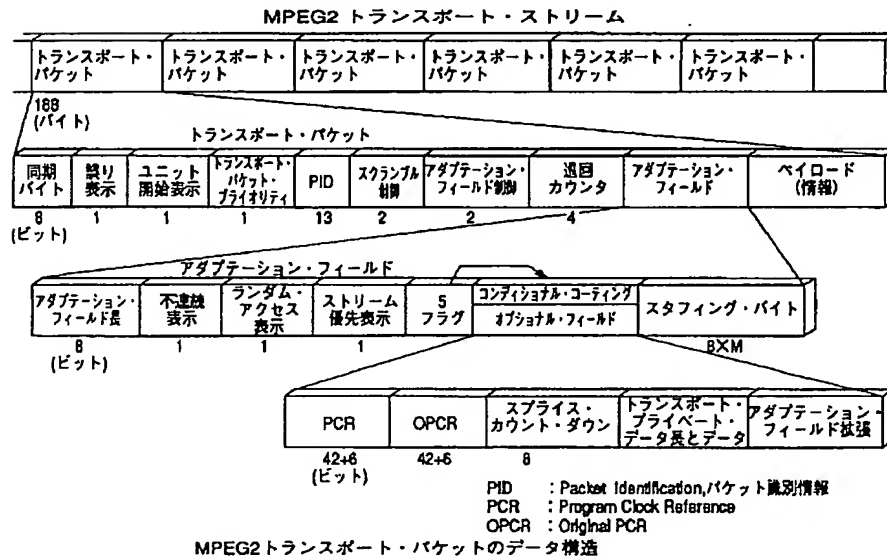 MPEG2 トランスポート・ストリーム
トランスポート・
パケット
トランスポート・
パケット
トランスポート・
パケット
トランスポート・
パケット
トランスポート・
パケット
トランスポート・
パケット
188
(バイト)
トランスポート・パケット
同期
バイト
誤り
表示
ユニット
開始表示
トランスポート・
パケット・
プライオリティ
PID
スクランブル
制御
アダプテーション・
フィールド制御
巡回
カウンタ
アダプテーション・
フィールド
ペイロード
(情報)
8
(ビット)
1
1
1
13
2
2
4
アダプテーション・フィールド
アダプテーション・
フィールド長
不連続
表示
ランダム・
アクセス
表示
ストリーム
優先表示
5
フラグ
コンディショナル・コーティング
オプショナル・フィールド
スタフィング・バイト
8
(ビット)
1
1
1
8×M
PCR
OPCR
スプライス・
カウント・ダウン
トランスポート・
プライベート・
データ長とデータ
アダプテーション・
フィールド拡張
42+6
(ビット)
42+6
8
PID : Packet Identification,パケット識別情報
PCR : Program Clock Reference
OPCR : Original PCR
MPEG2トランスポート・パケットのデータ構造